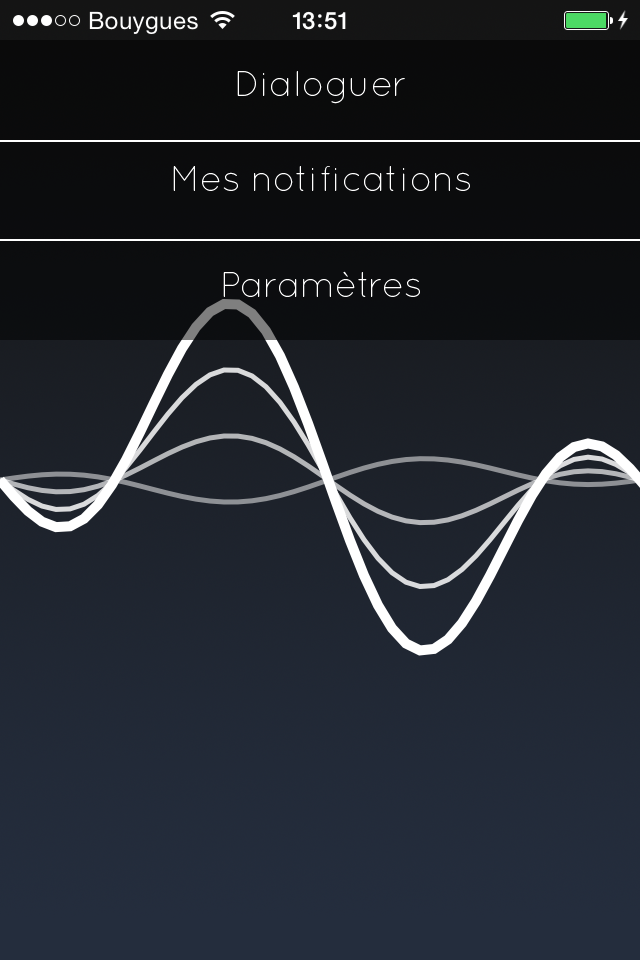 Bouygues 13:51
Dialoguer
Mes notifications
Paramètres